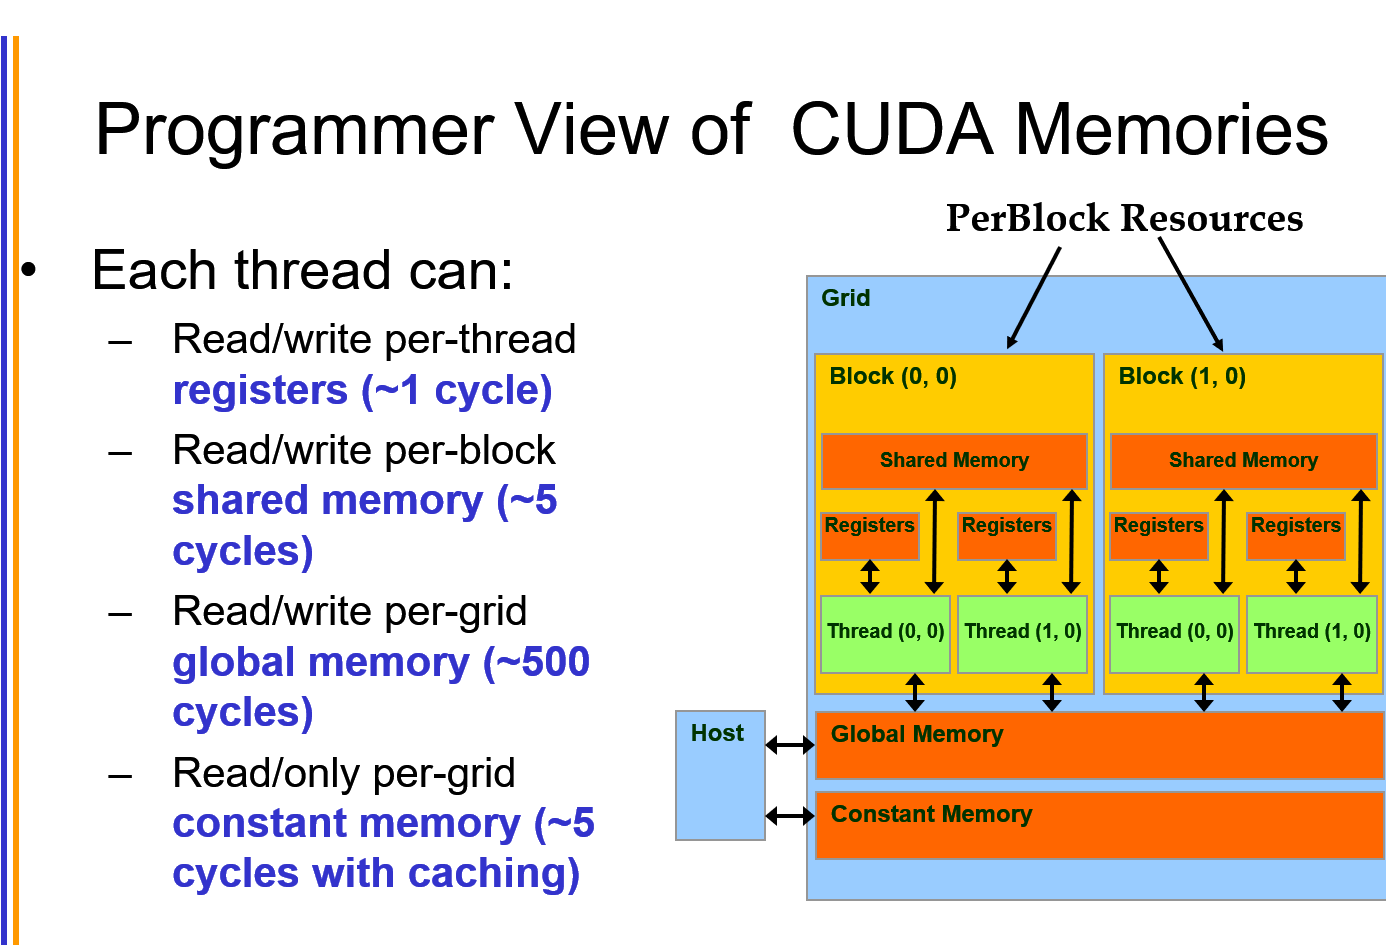 Programmer View of CUDA Memories
• Each thread can:
– Read/write per-thread
registers (~1 cycle)
– Read/write per-block
shared memory (~5
cycles)
– Read/write per-grid
global memory (~500
cycles)
– Read/only per-grid
constant memory (~5
cycles with caching)
PerBlock Resources
Grid
Block (0, 0)
Block (1, 0)
Shared Memory
Shared Memory
Registers
Registers
Registers
Registers
Thread (0, 0)
Thread (1, 0)
Thread (0, 0)
Thread (1, 0)
Host
Global Memory
Constant Memory